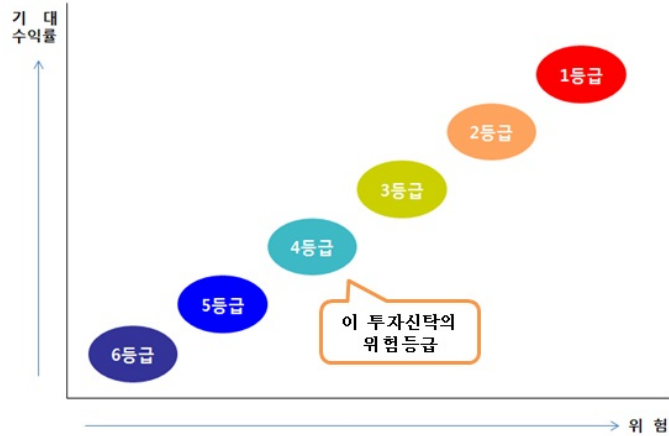 기 대
수익률
1등급
2등급
3등급
4등급
5등급
이 투자신탁의
위험등급
6등급
위 험